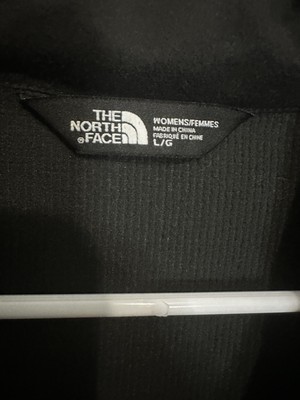 THE
NORTH
FACE
WOMENS/FEMMES
MADE IN CHINA
FABRIQUÉ EN CHINE
L/G